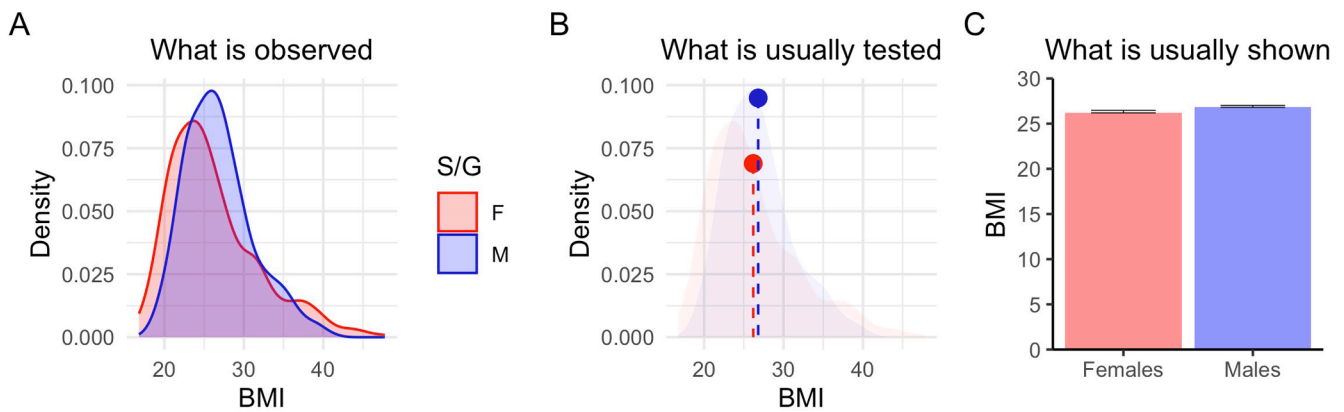 A
What is observed
0.100
0.075
0.050
0.025
0.000
Density
20 30 40
BMI
S/G
F
M
B
What is usually tested
0.100
0.075
0.050
0.025
0.000
Density
20 30 40
BMI
C
What is usually shown
30
25
20
15
10
5
0
BMI
Females Males